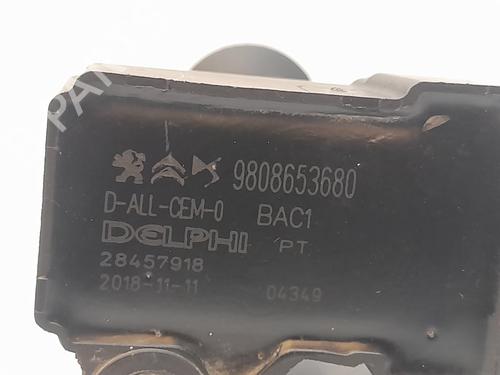 9808653680
D-ALL-CEM-0 BAC1
DELPHI PT
28457918
2018-11-11 04349